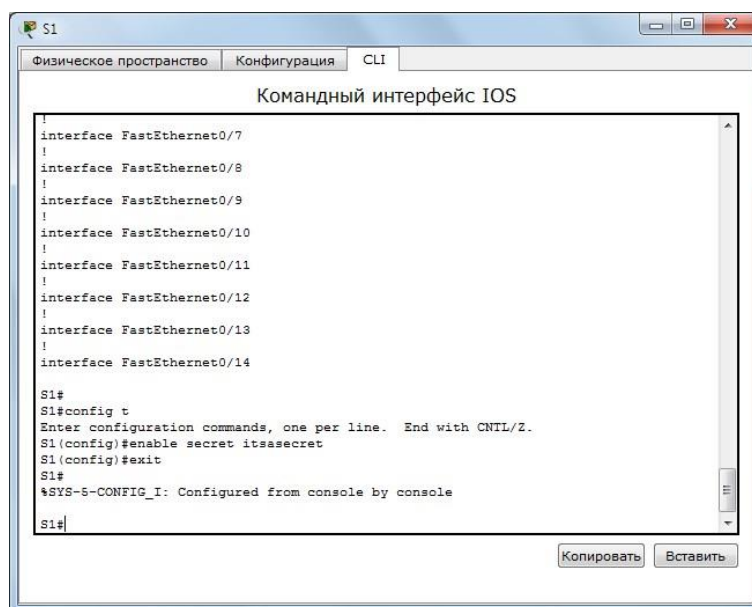 S1
Физическое пространство Конфигурация CLI
Командный интерфейс IOS
!
interface FastEthernet0/7
!
interface FastEthernet0/8
!
interface FastEthernet0/9
!
interface FastEthernet0/10
!
interface FastEthernet0/11
!
interface FastEthernet0/12
!
interface FastEthernet0/13
!
interface FastEthernet0/14
S1#
S1#config t
Enter configuration commands, one per line.  End with CNTL/Z.
S1(config)#enable secret itsasecret
S1(config)#exit
S1#
%SYS-5-CONFIG_I: Configured from console by console
S1#
Копировать Вставить